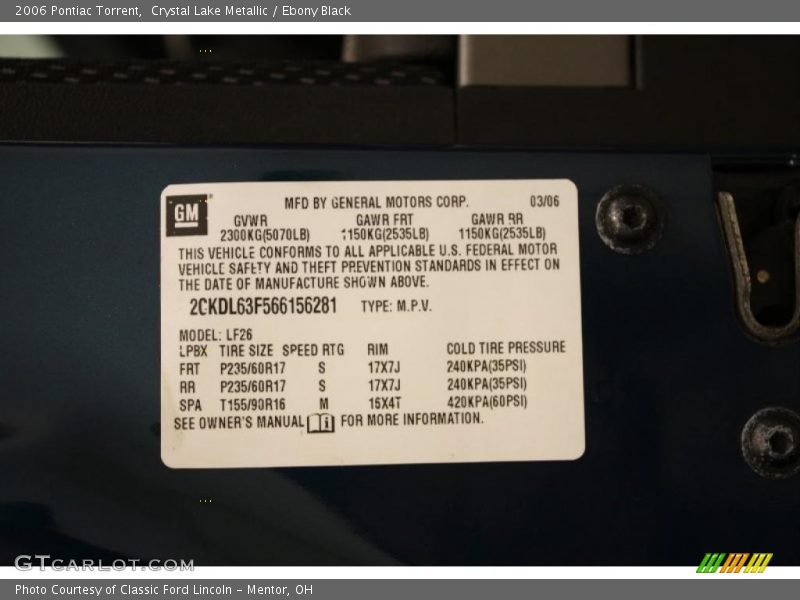 2006 Pontiac Torrent, Crystal Lake Metallic / Ebony Black
GM
MFD BY GENERAL MOTORS CORP. 03/06
GVWR GAWR FRT GAWR RR
2300KG(5070LB) 1150KG(2535LB) 1150KG(2535LB)
THIS VEHICLE CONFORMS TO ALL APPLICABLE U.S. FEDERAL MOTOR
VEHICLE SAFETY AND THEFT PREVENTION STANDARDS IN EFFECT ON
THE DATE OF MANUFACTURE SHOWN ABOVE.
2CKDL63F566156281 TYPE: M.P.V.
MODEL: LF26
LPBX TIRE SIZE SPEED RTG RIM COLD TIRE PRESSURE
FRT P235/60R17 S 17X7J 240KPA(35PSI)
RR P235/60R17 S 17X7J 240KPA(35PSI)
SPA T155/90R16 M 16X4T 420KPA(60PSI)
SEE OWNER'S MANUAL i FOR MORE INFORMATION.
GTcarlot.com
Photo Courtesy of Classic Ford Lincoln - Mentor, OH